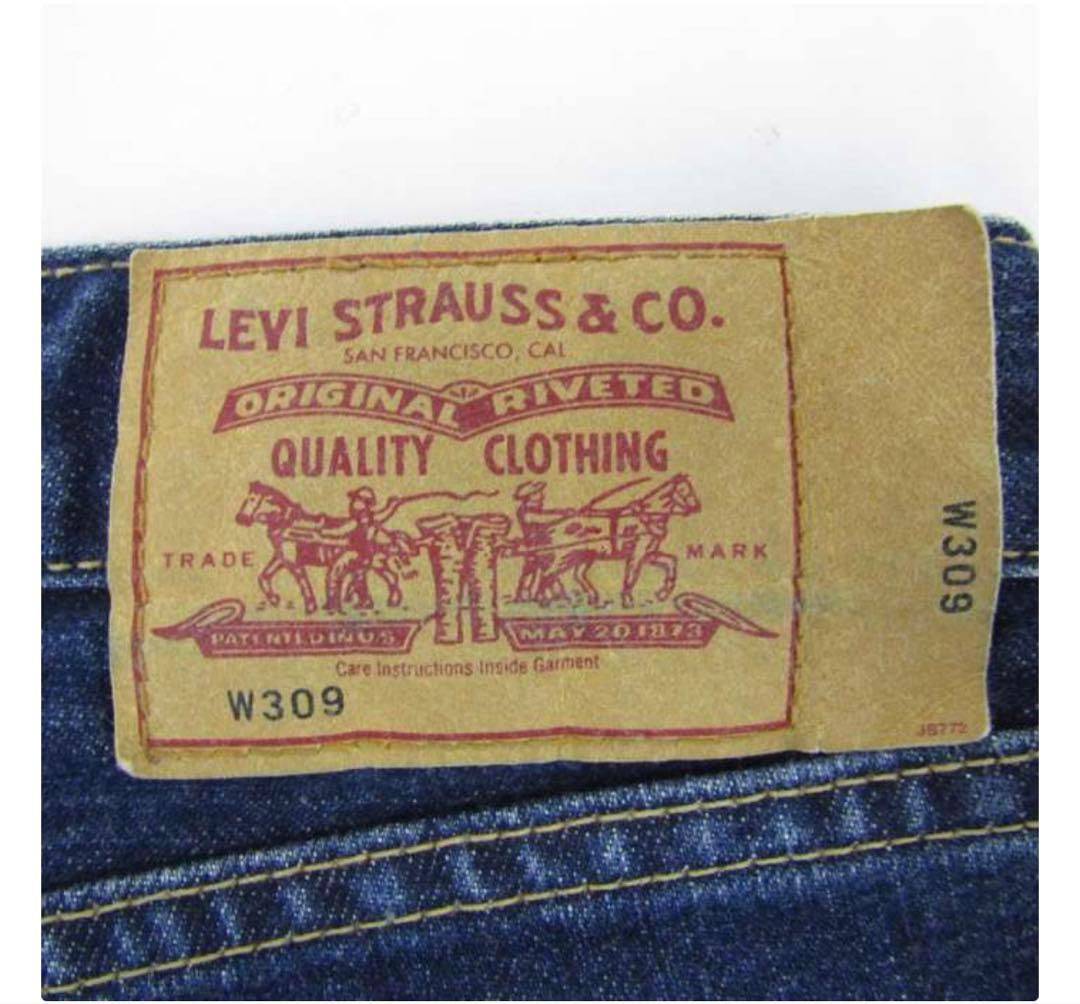 LEVI STRAUSS & CO.
SAN FRANCISCO, CAL
ORIGINAL RIVETED
QUALITY CLOTHING
TRADE MARK
PATENTED IN U.S MAY 20 1873
Care Instructions Inside Garment
W309
W309
JS772